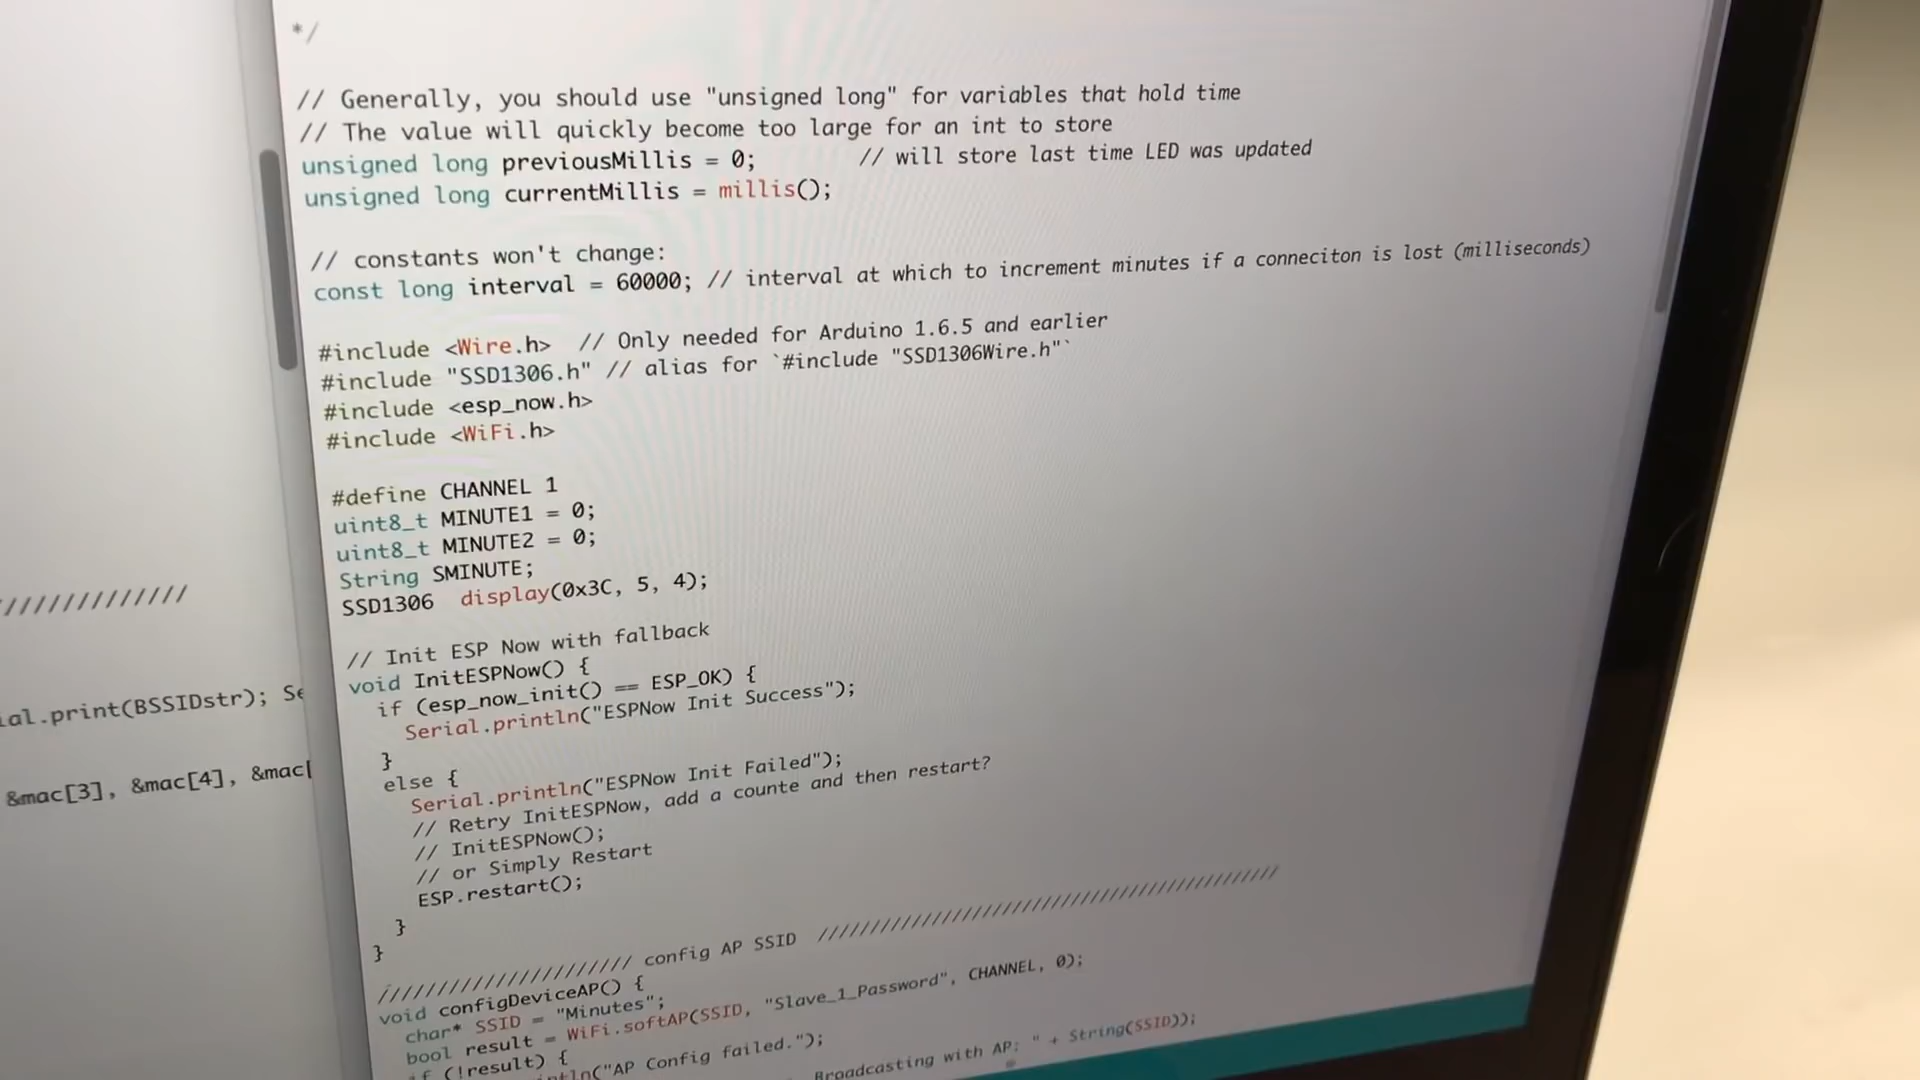 */
// Generally, you should use "unsigned long" for variables that hold time
// The value will quickly become too large for an int to store
unsigned long previousMillis = 0;        // will store last time LED was updated
unsigned long currentMillis = millis();
// constants won't change:
const long interval = 60000; // interval at which to increment minutes if a conneciton is lost (milliseconds)
#include <Wire.h>  // Only needed for Arduino 1.6.5 and earlier
#include "SSD1306.h" // alias for `#include "SSD1306Wire.h"`
#include <esp_now.h>
#include <WiFi.h>
#define CHANNEL 1
uint8_t MINUTE1 = 0;
uint8_t MINUTE2 = 0;
String SMINUTE;
SSD1306  display(0x3C, 5, 4);
// Init ESP Now with fallback
void InitESPNow() {
if (esp_now_init() == ESP_OK) {
Serial.println("ESPNow Init Success");
}
else {
Serial.println("ESPNow Init Failed");
// Retry InitESPNow, add a counte and then restart?
// InitESPNow();
// or Simply Restart
ESP.restart();
}
}
////////////////////// config AP SSID ////////////////////////////////////////
void configDeviceAP() {
char* SSID = "Minutes";
bool result = WiFi.softAP(SSID, "Slave_1_Password", CHANNEL, 0);
if (!result) {
ntln("AP Config failed.");
Broadcasting with AP: " + String(SSID));
//////////////
ial.print(BSSIDstr); Se
&mac[3], &mac[4], &mac[